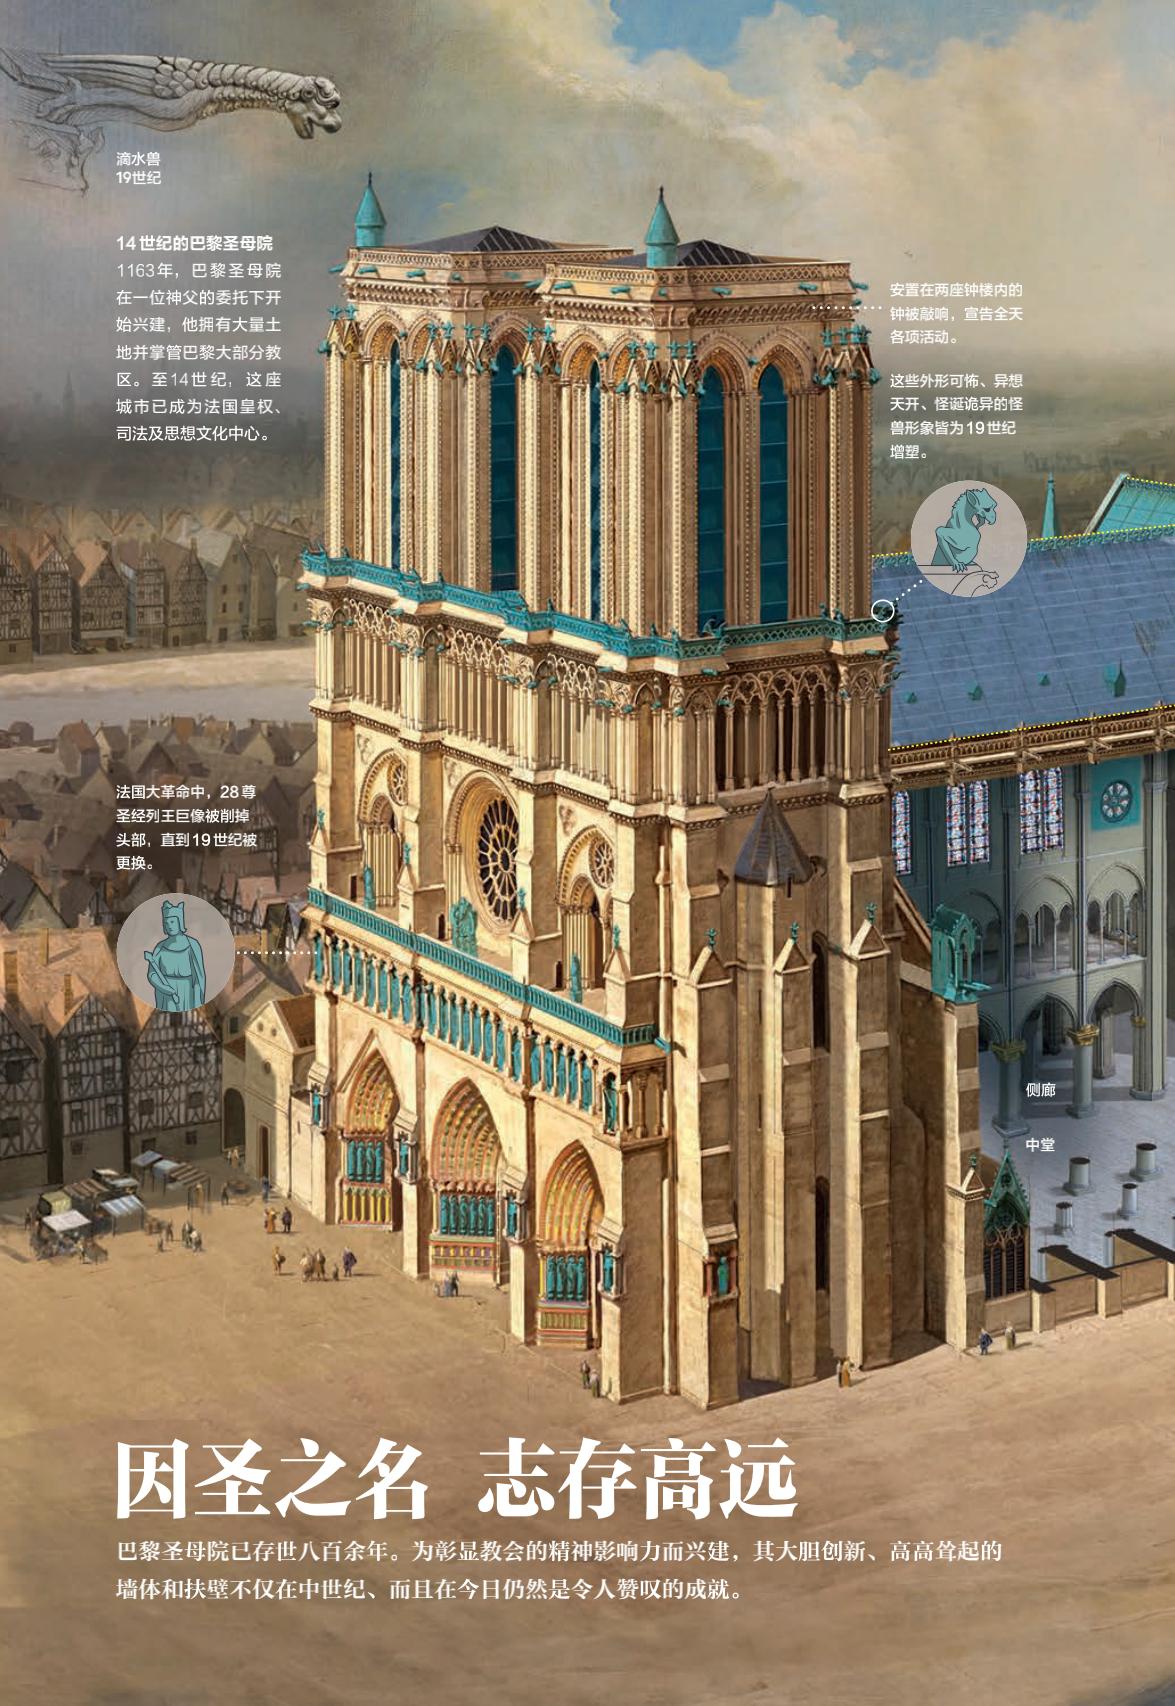 滴水兽
19世纪
14世纪的巴黎圣母院
1163年，巴黎圣母院
在一位神父的委托下开
始兴建，他拥有大量土
地并掌管巴黎大部分教
区。至14世纪，这座
城市已成为法国皇权、
司法及思想文化中心。
安置在两座钟楼内的
钟被敲响，宣告全天
各项活动。
这些外形可怖、异想
天开、怪诞诡异的怪
兽形象皆为19世纪
增塑。
法国大革命中，28尊
圣经列王巨像被削掉
头部，直到19世纪被
更换。
侧廊
中堂
因圣之名 志存高远
巴黎圣母院已存世八百余年。为彰显教会的精神影响力而兴建，其大胆创新、高高耸起的
墙体和扶壁不仅在中世纪、而且在今日仍然是令人赞叹的成就。